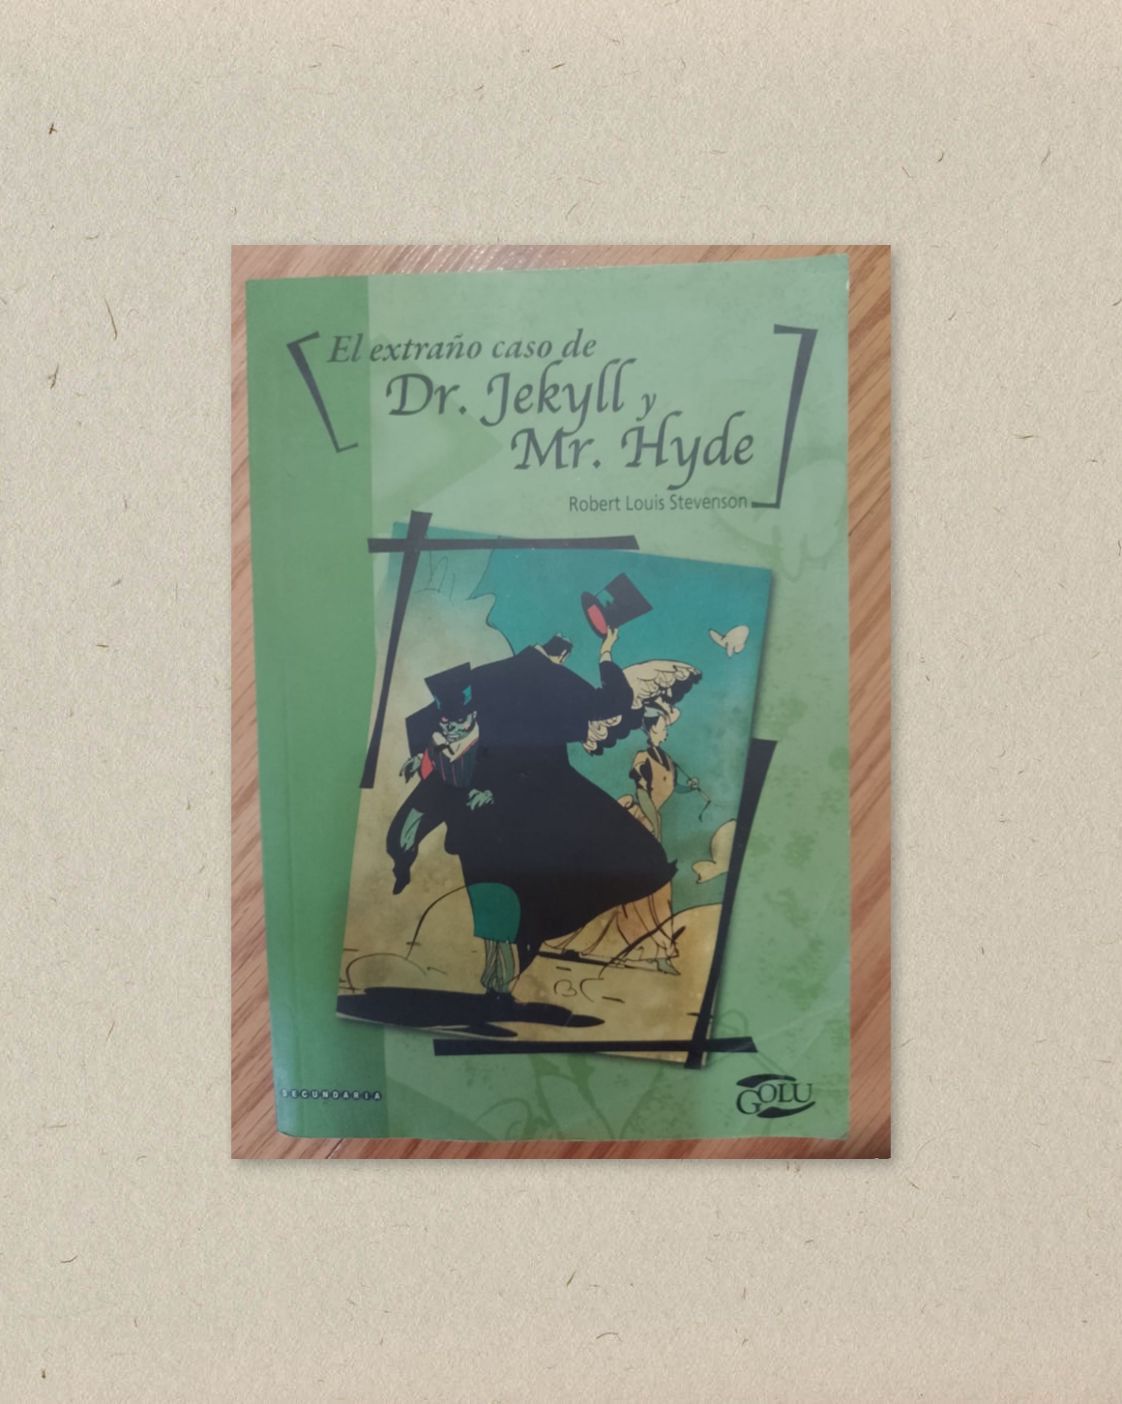 El extraño caso de
Dr. Jekyll y
Mr. Hyde
Robert Louis Stevenson
SECUNDARIA
GOLU